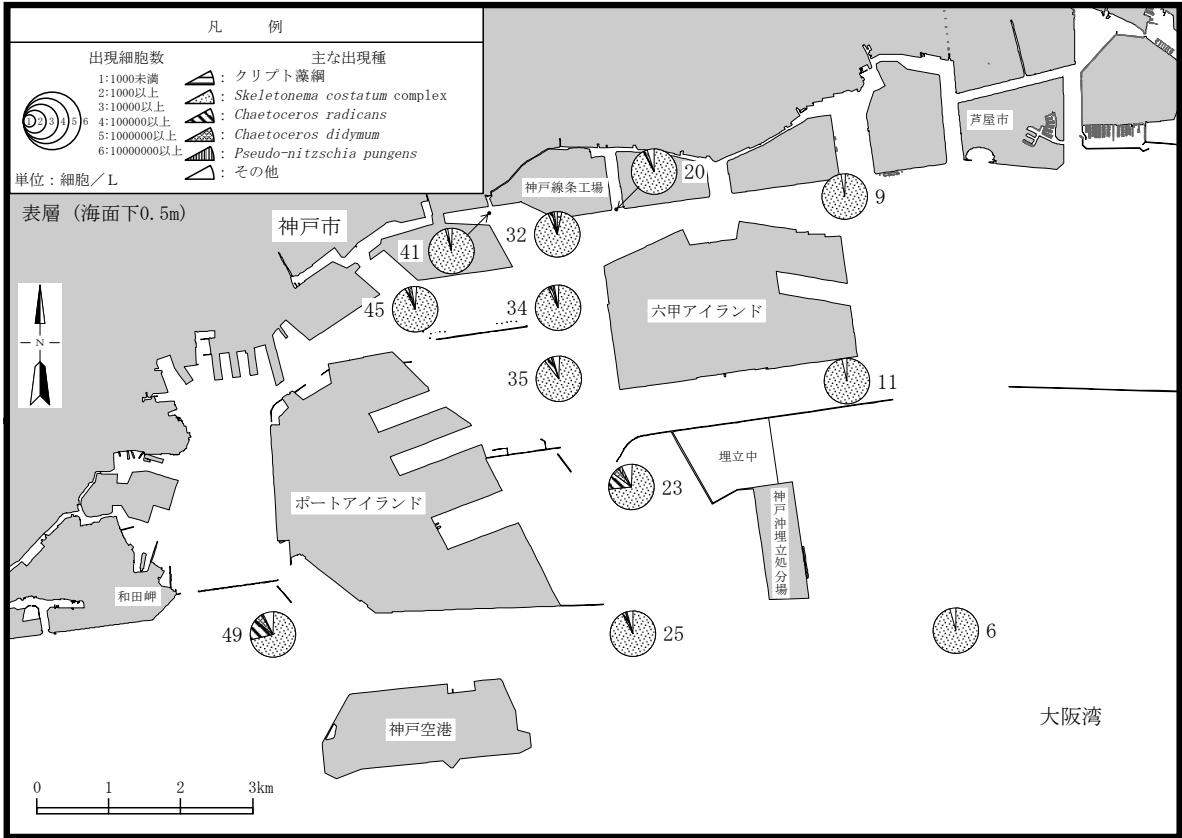 凡 例
出現細胞数
主な出現種
1 2 3 4 5 6
1:1000未満
2:1000以上
3:10000以上
4:100000以上
5:1000000以上
6:10000000以上
: クリプト藻綱
: Skeletonema costatum complex
: Chaetoceros radicans
: Chaetoceros didymum
: Pseudo-nitzschia pungens
: その他
単位：細胞／L
表層 (海面下0.5m)
神戸市
神戸線条工場
芦屋市
20
9
41
32
N
45
34
六甲アイランド
35
11
埋立中
23
ポートアイランド
神戸沖埋立処分場
和田岬
49
25
6
神戸空港
大阪湾
0 1 2 3km